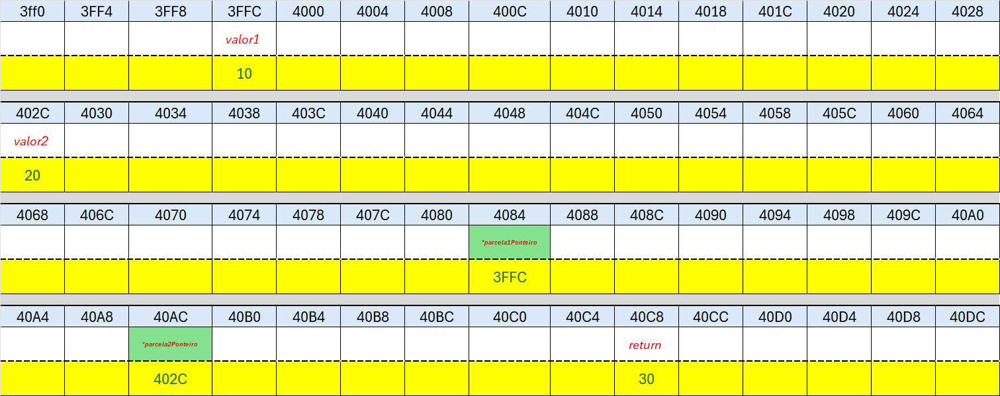 3ff0 3FF4 3FF8 3FFC 4000 4004 4008 400C 4010 4014 4018 401C 4020 4024 4028
valor1
10
402C 4030 4034 4038 403C 4040 4044 4048 404C 4050 4054 4058 405C 4060 4064
valor2
20
4068 406C 4070 4074 4078 407C 4080 4084 4088 408C 4090 4094 4098 409C 40A0
*parcela1Ponteiro
3FFC
40A4 40A8 40AC 40B0 40B4 40B8 40BC 40C0 40C4 40C8 40CC 40D0 40D4 40D8 40DC
*parcela2Ponteiro return
402C 30